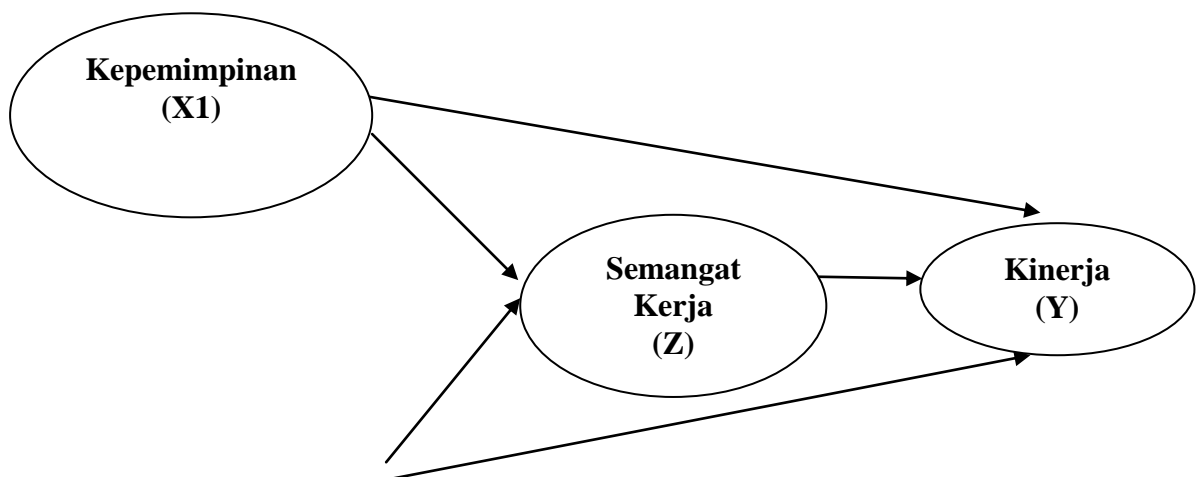 Kepemimpinan
(X1)
Semangat
Kerja
(Z)
Kinerja
(Y)